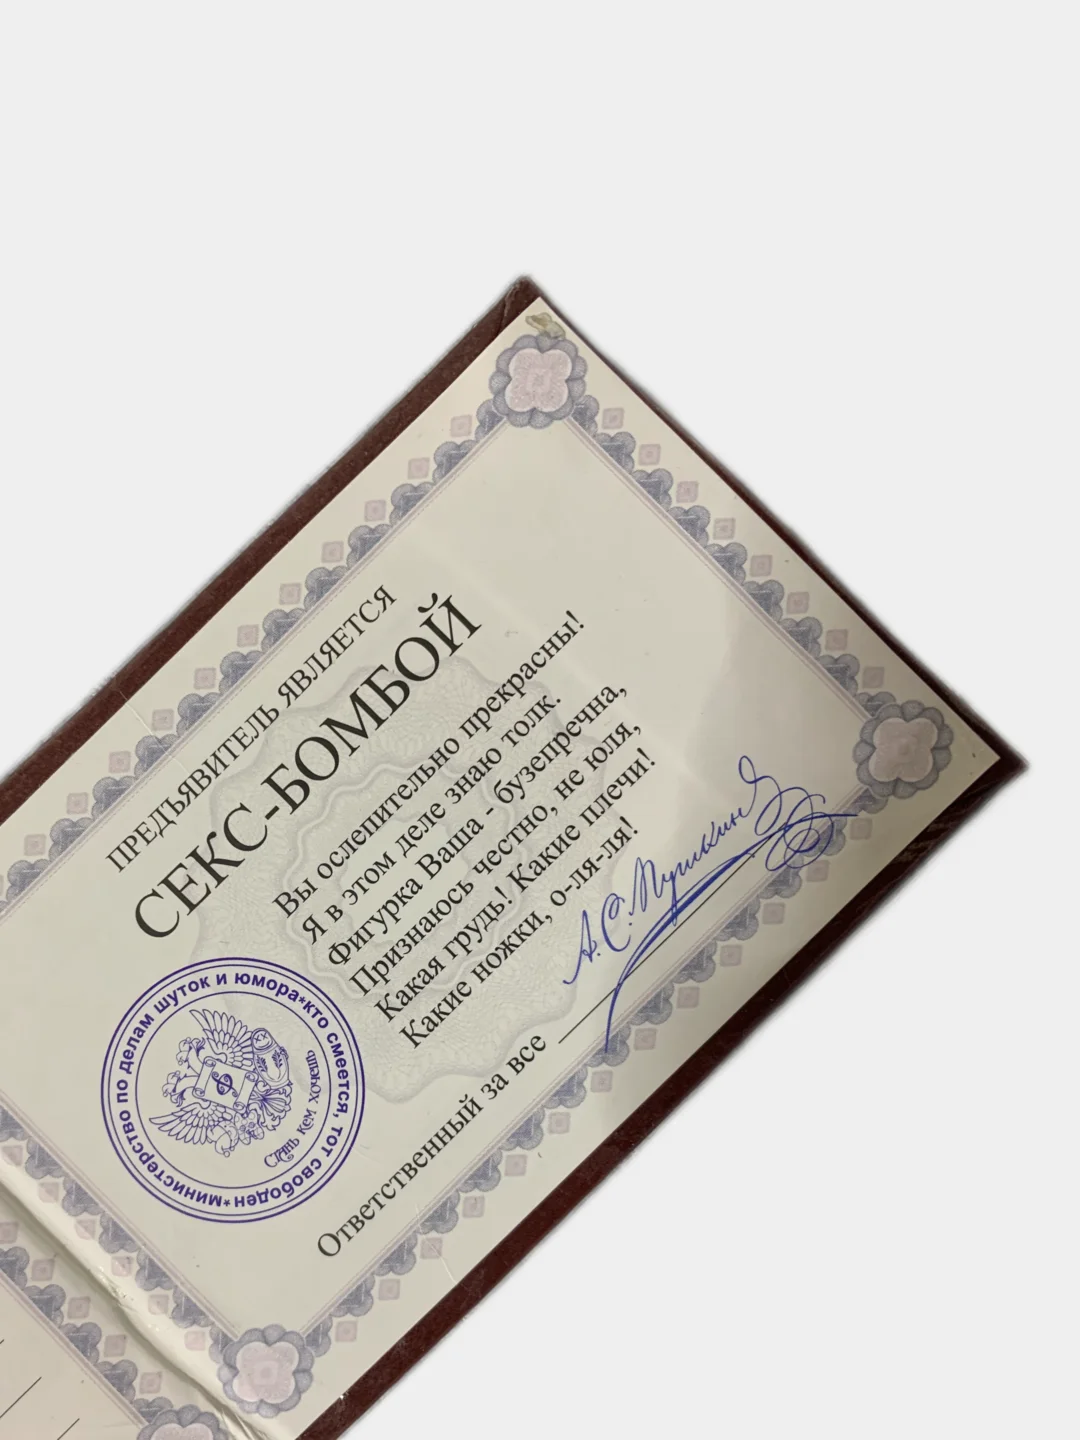 ПРЕДЪЯВИТЕЛЬ ЯВЛЯЕТСЯ
СЕКС-БОМБОЙ
Вы ослепительно прекрасны!
Я в этом деле знаю толк.
Фигурка Ваша - бузепречна,
Признаюсь честно, не юля,
Какая грудь! Какие плечи!
Какие ножки, о-ля-ля!
Ответственный за все
А.С.Пушкин
*министерство по делам шуток и юмора*кто смеется, тот свободен
Стань кем хочешь